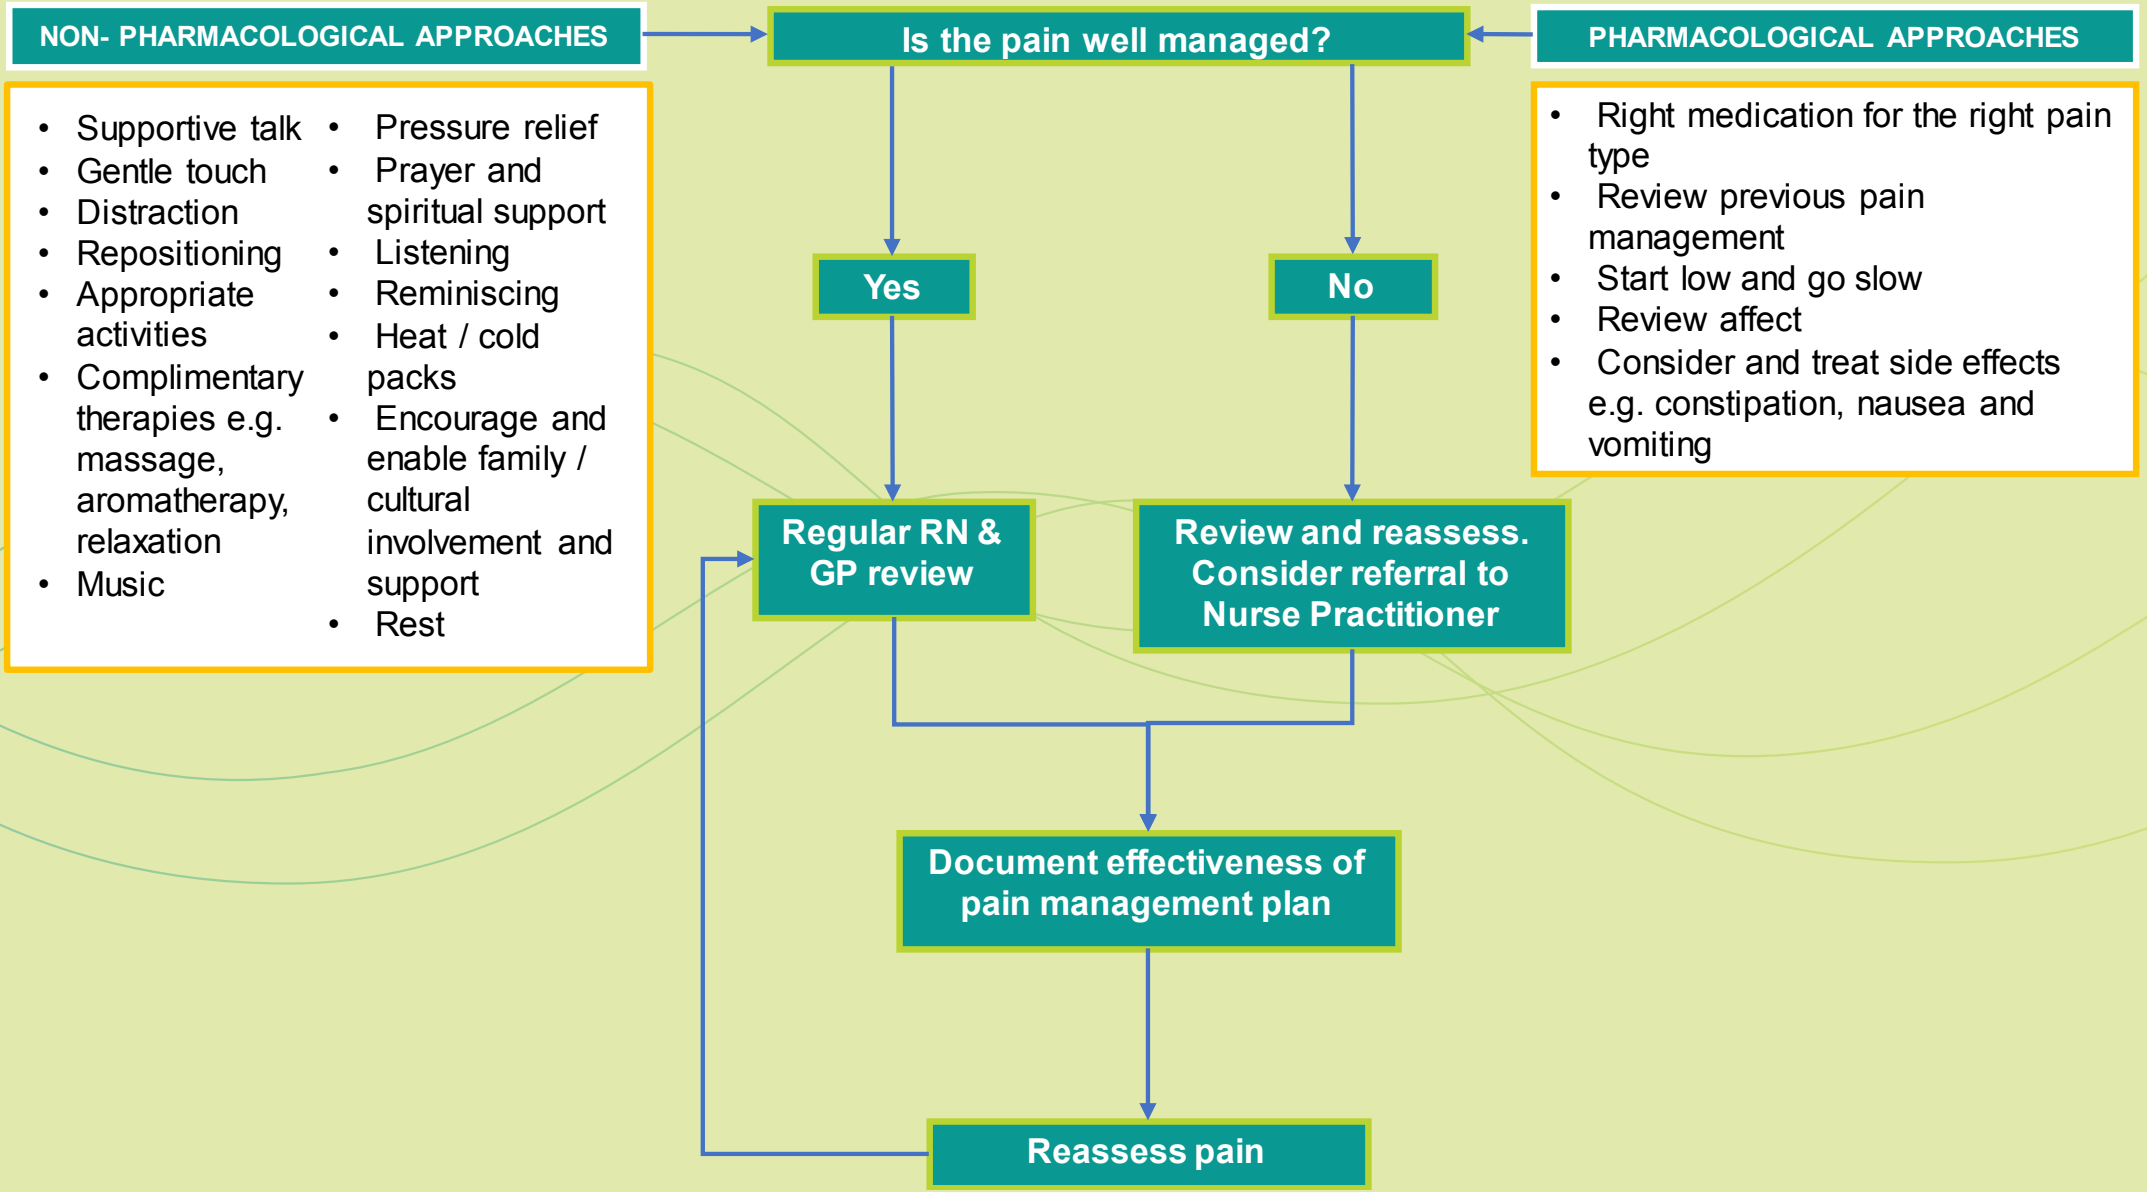 NON- PHARMACOLOGICAL APPROACHES
Is the pain well managed?
PHARMACOLOGICAL APPROACHES
• Supportive talk
• Gentle touch
• Distraction
• Repositioning
• Appropriate
activities
• Complimentary
therapies e.g.
massage,
aromatherapy,
relaxation
• Music
• Pressure relief
• Prayer and
spiritual support
• Listening
• Reminiscing
• Heat / cold
packs
• Encourage and
enable family /
cultural
involvement and
support
• Rest
• Right medication for the right pain
type
• Review previous pain
management
• Start low and go slow
• Review affect
• Consider and treat side effects
e.g. constipation, nausea and
vomiting
Yes
No
Regular RN &
GP review
Review and reassess.
Consider referral to
Nurse Practitioner
Document effectiveness of
pain management plan
Reassess pain